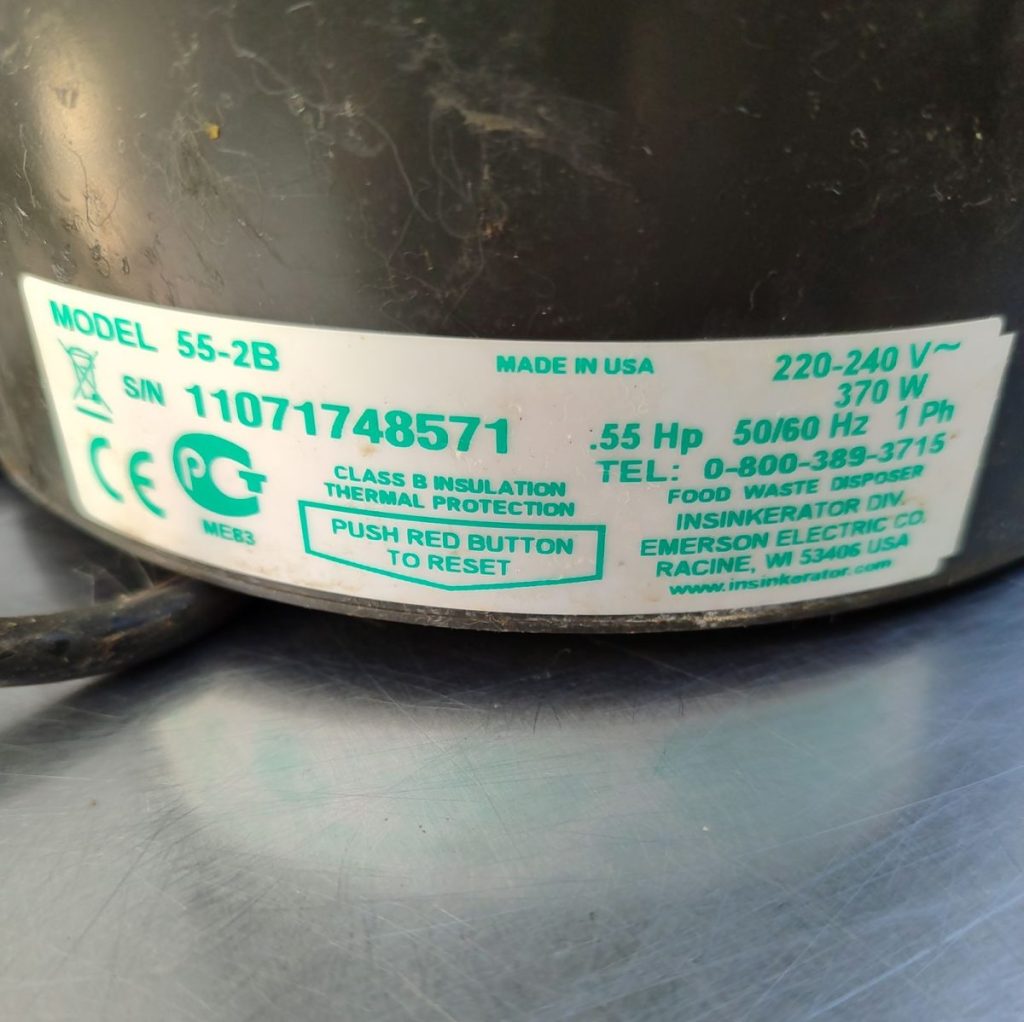 MODEL 55-2B
S/N 11071748571
CE
РСТ
ME83
MADE IN USA
CLASS B INSULATION
THERMAL PROTECTION
PUSH RED BUTTON
TO RESET
220-240 V~
370 W
.55 Hp 50/60 Hz 1 Ph
TEL: 0-800-389-3715
FOOD WASTE DISPOSER
INSINKERATOR DIV.
EMERSON ELECTRIC CO.
RACINE, WI 53406 USA
www.insinkerator.com